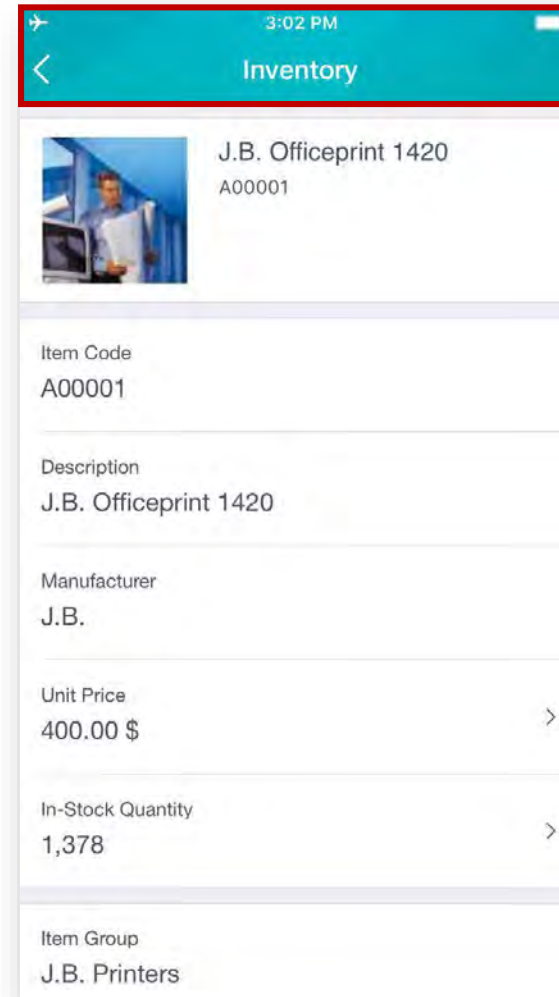 3:02 PM
Inventory
J.B. Officeprint 1420
A00001
Item Code
A00001
Description
J.B. Officeprint 1420
Manufacturer
J.B.
Unit Price
400.00 $
In-Stock Quantity
1,378
Item Group
J.B. Printers